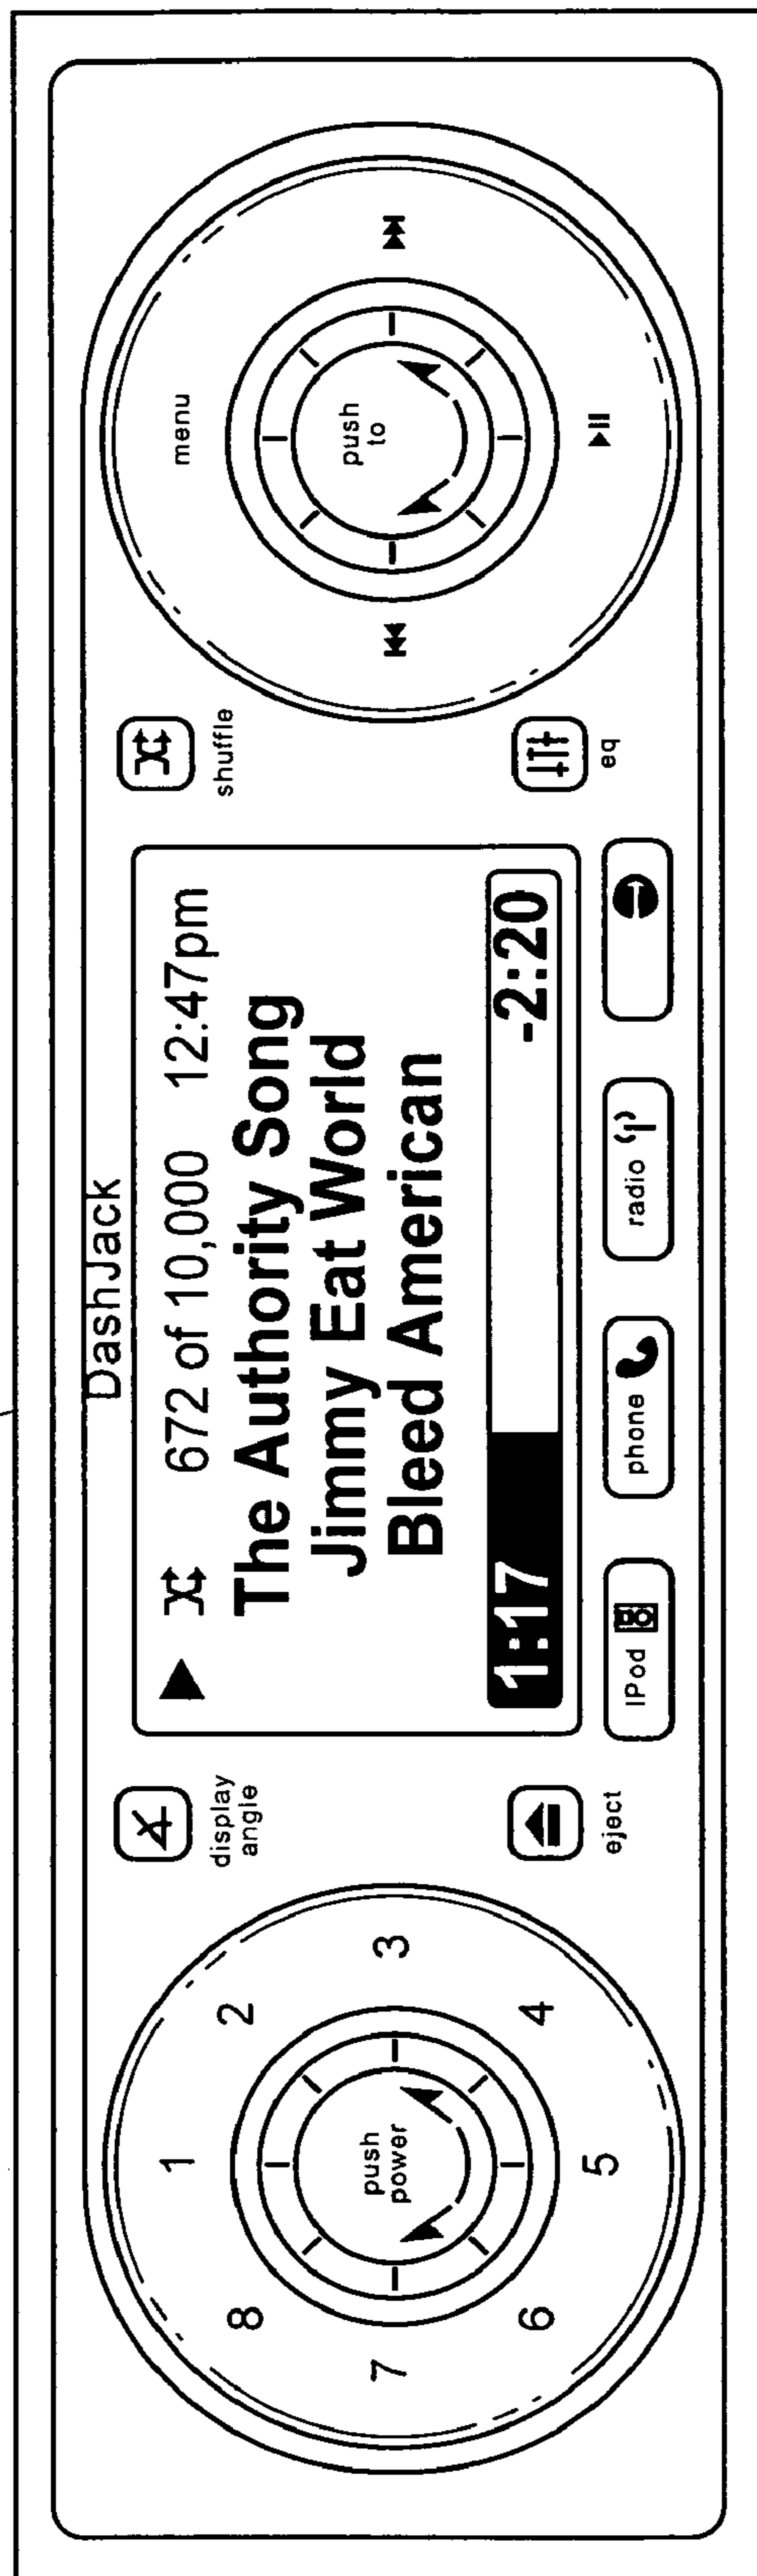 DashJack
672 of 10,000 12:47pm
The Authority Song
Jimmy Eat World
Bleed American
1:17 -2:20
1
2
3
4
5
6
7
8
push
power
display
angle
eject
IPod
phone
radio
shuffle
eq
menu
push
to